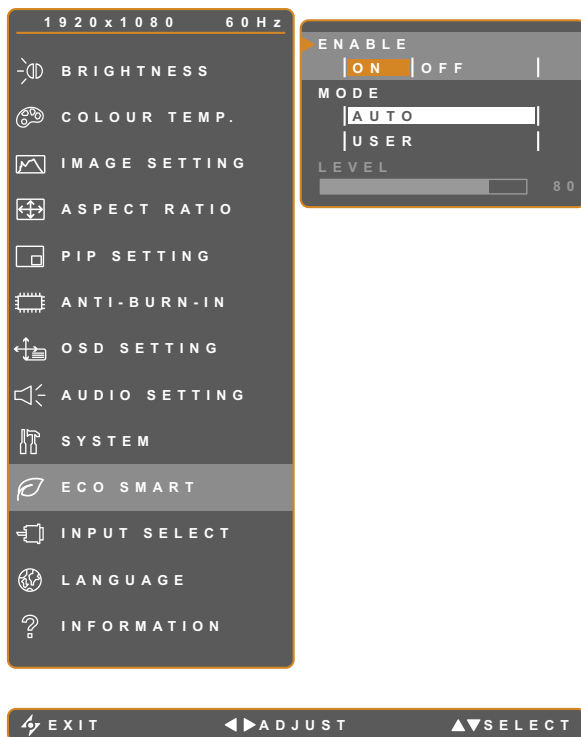 1920x1080 60Hz
BRIGHTNESS
COLOUR TEMP.
IMAGE SETTING
ASPECT RATIO
PIP SETTING
ANTI-BURN-IN
OSD SETTING
AUDIO SETTING
SYSTEM
ECO SMART
INPUT SELECT
LANGUAGE
INFORMATION
ENABLE
ON OFF
MODE
AUTO
USER
LEVEL
80
EXIT ADJUST SELECT